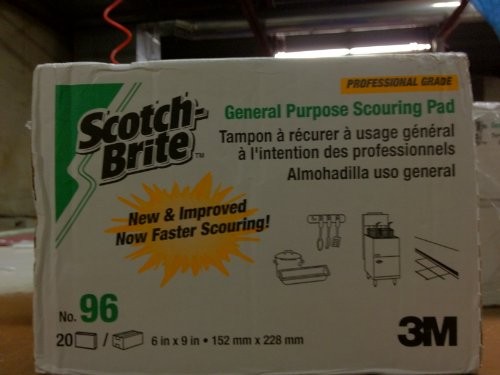 PROFESSIONAL GRADE
Scotch-
Brite™
General Purpose Scouring Pad
Tampon à récurer à usage général
à l'intention des professionnels
Almohadilla uso general
New & Improved
Now Faster Scouring!
No. 96
20 / 6 in x 9 in • 152 mm x 228 mm
3M